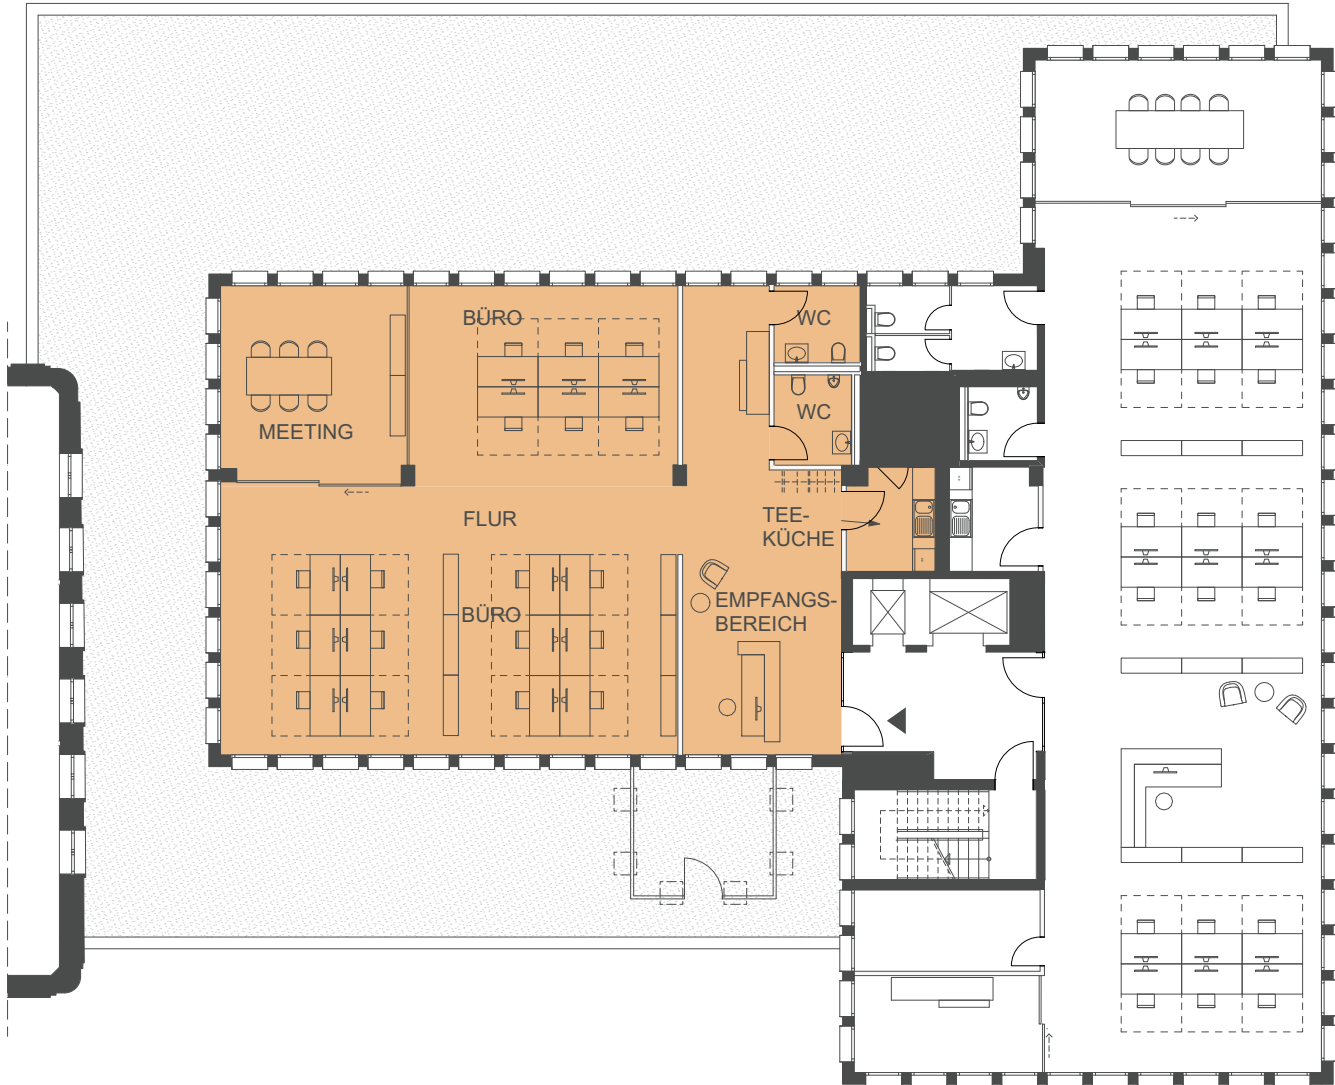 BÜRO
WC
MEETING
WC
FLUR
TEE-
KÜCHE
EMPFANGS-
BEREICH
BÜRO